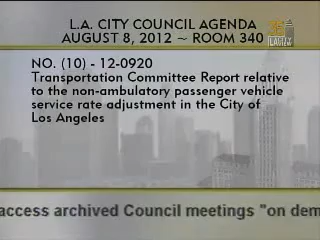 L.A. CITY COUNCIL AGENDA
AUGUST 8, 2012 ~ ROOM 340
NO. (10) - 12-0920
Transportation Committee Report relative
to the non-ambulatory passenger vehicle
service rate adjustment in the City of
Los Angeles
access archived Council meetings "on dem